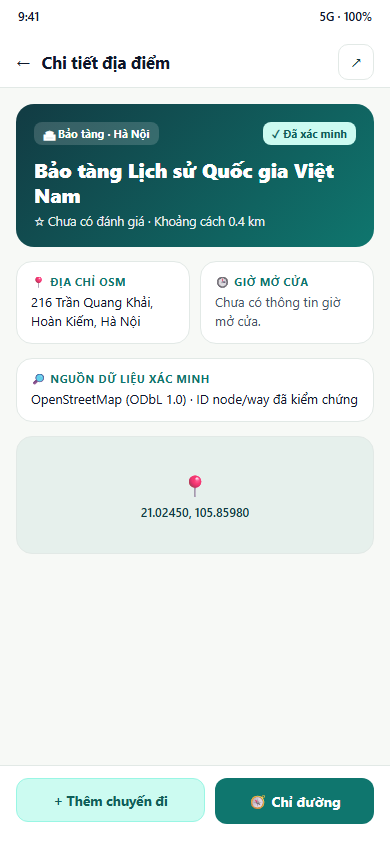 9:41
5G · 100%
← Chi tiết địa điểm
↗
Bảo tàng · Hà Nội
✓ Đã xác minh
Bảo tàng Lịch sử Quốc gia Việt
Nam
☆ Chưa có đánh giá · Khoảng cách 0.4 km
ĐỊA CHỈ OSM
216 Trần Quang Khải,
Hoàn Kiếm, Hà Nội
GIỜ MỞ CỬA
Chưa có thông tin giờ
mở cửa.
NGUỒN DỮ LIỆU XÁC MINH
OpenStreetMap (ODbL 1.0) · ID node/way đã kiểm chứng
21.02450, 105.85980
+ Thêm chuyến đi
Chỉ đường